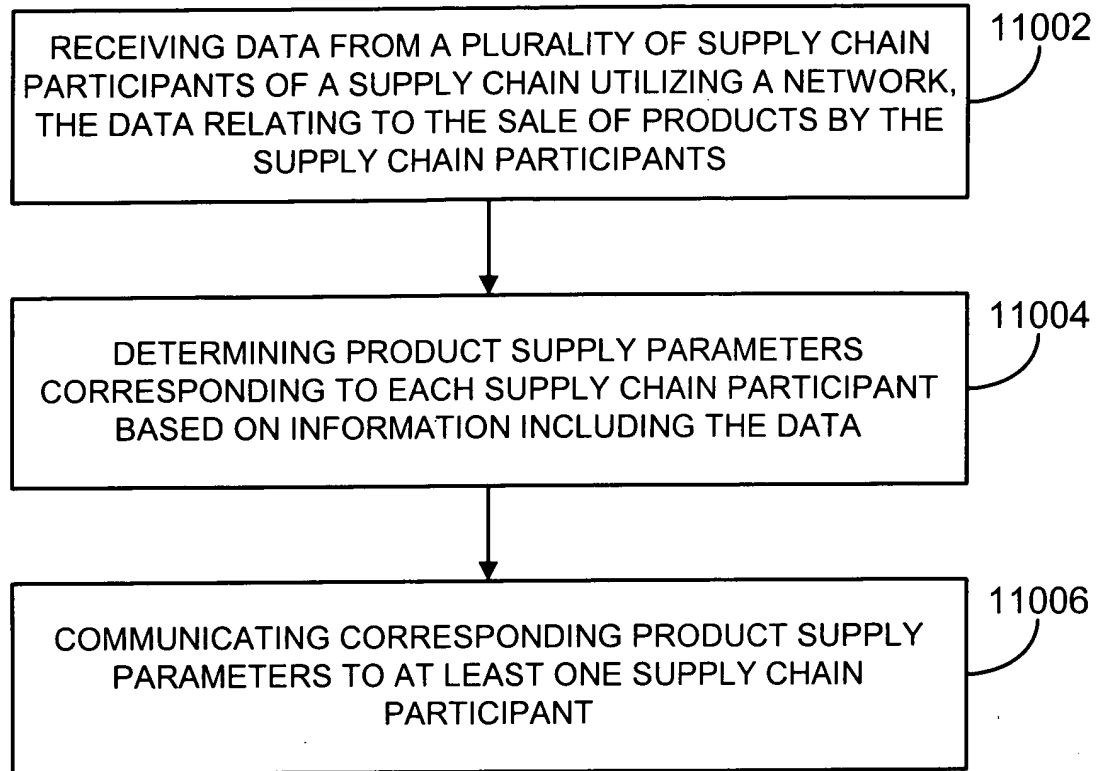 RECEIVING DATA FROM A PLURALITY OF SUPPLY CHAIN
PARTICIPANTS OF A SUPPLY CHAIN UTILIZING A NETWORK,
THE DATA RELATING TO THE SALE OF PRODUCTS BY THE
SUPPLY CHAIN PARTICIPANTS
11002
DETERMINING PRODUCT SUPPLY PARAMETERS
CORRESPONDING TO EACH SUPPLY CHAIN PARTICIPANT
BASED ON INFORMATION INCLUDING THE DATA
11004
COMMUNICATING CORRESPONDING PRODUCT SUPPLY
PARAMETERS TO AT LEAST ONE SUPPLY CHAIN
PARTICIPANT
11006